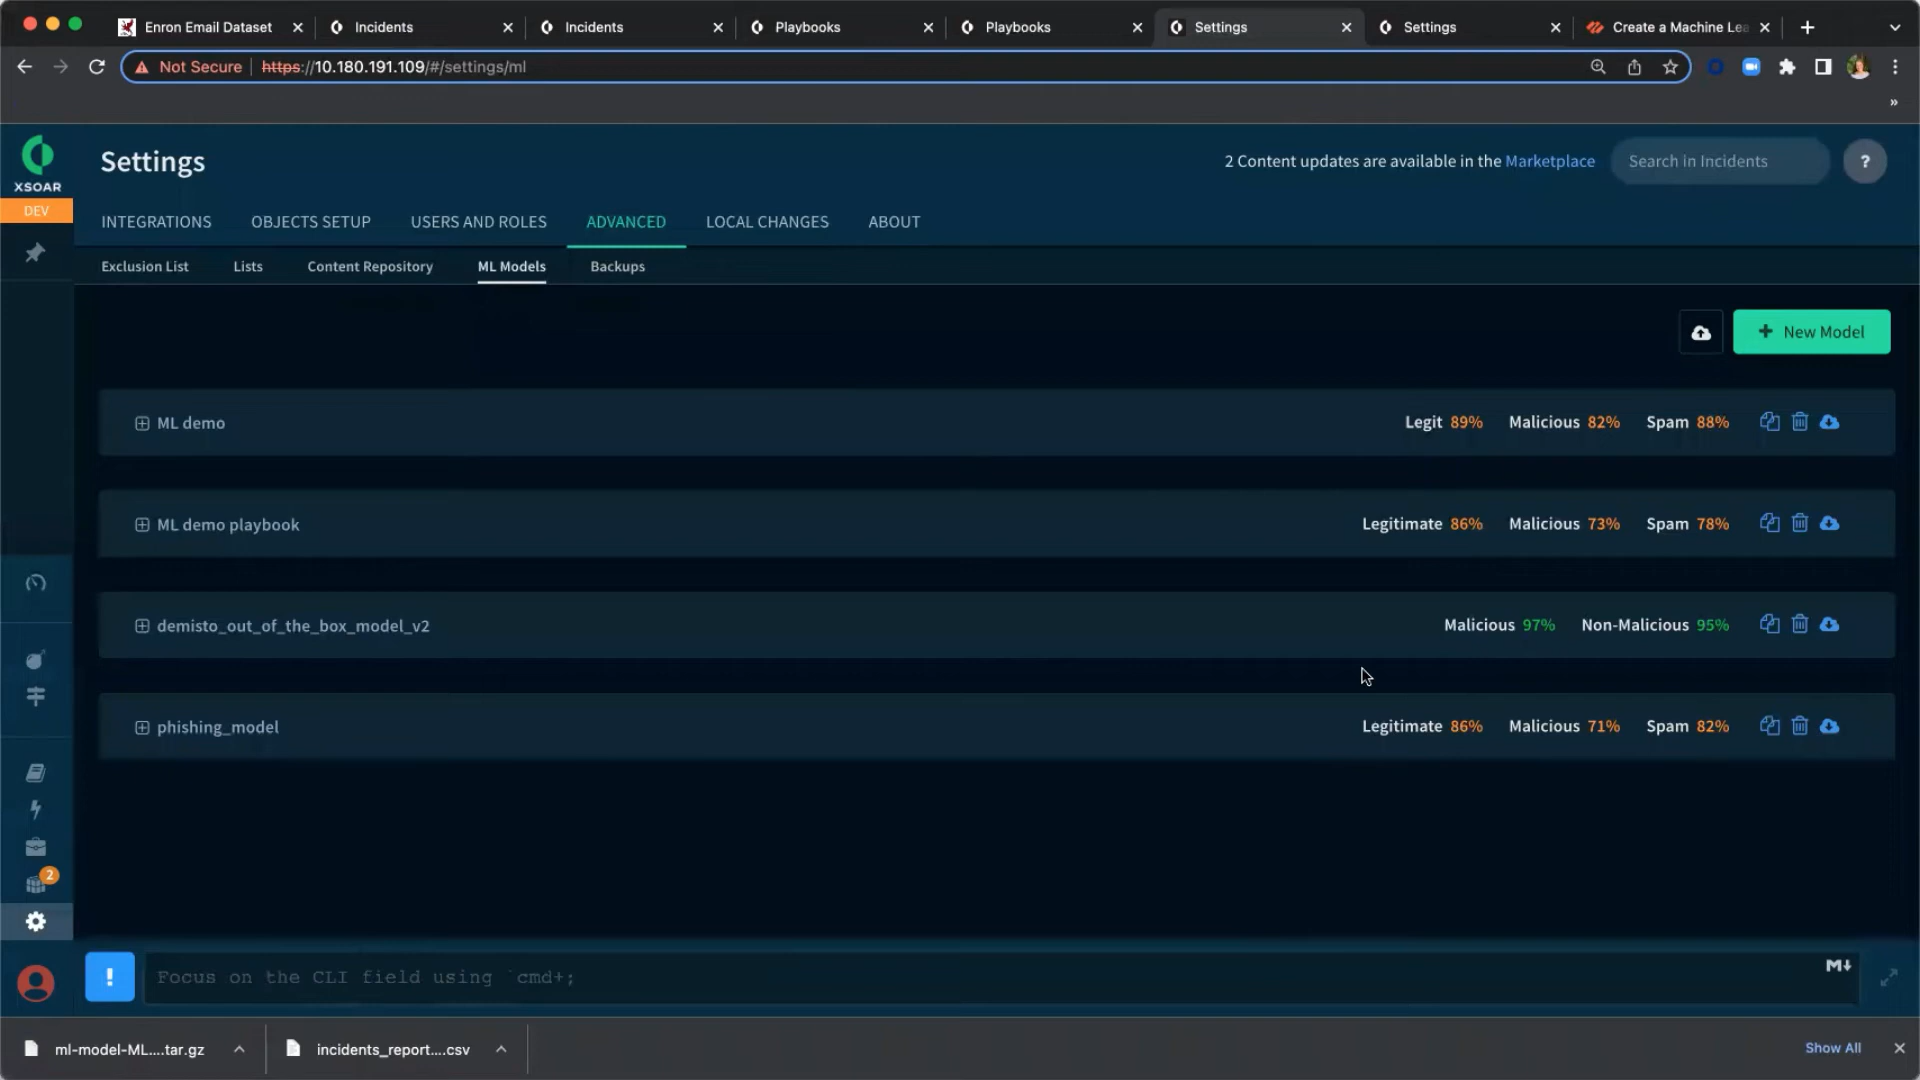 Enron Email Dataset
Incidents
Incidents
Playbooks
Playbooks
Settings
Settings
Create a Machine Lea
Not Secure
https://10.180.191.109/#/settings/ml
XSOAR
DEV
Settings
2 Content updates are available in the Marketplace
Search in Incidents
?
INTEGRATIONS
OBJECTS SETUP
USERS AND ROLES
ADVANCED
LOCAL CHANGES
ABOUT
Exclusion List
Lists
Content Repository
ML Models
Backups
+ New Model
ML demo
Legit 89%
Malicious 82%
Spam 88%
ML demo playbook
Legitimate 86%
Malicious 73%
Spam 78%
demisto_out_of_the_box_model_v2
Malicious 97%
Non-Malicious 95%
phishing_model
Legitimate 86%
Malicious 71%
Spam 82%
2
!
Focus on the CLI field using `cmd+;
M↓
ml-model-ML....tar.gz
incidents_report....csv
Show All